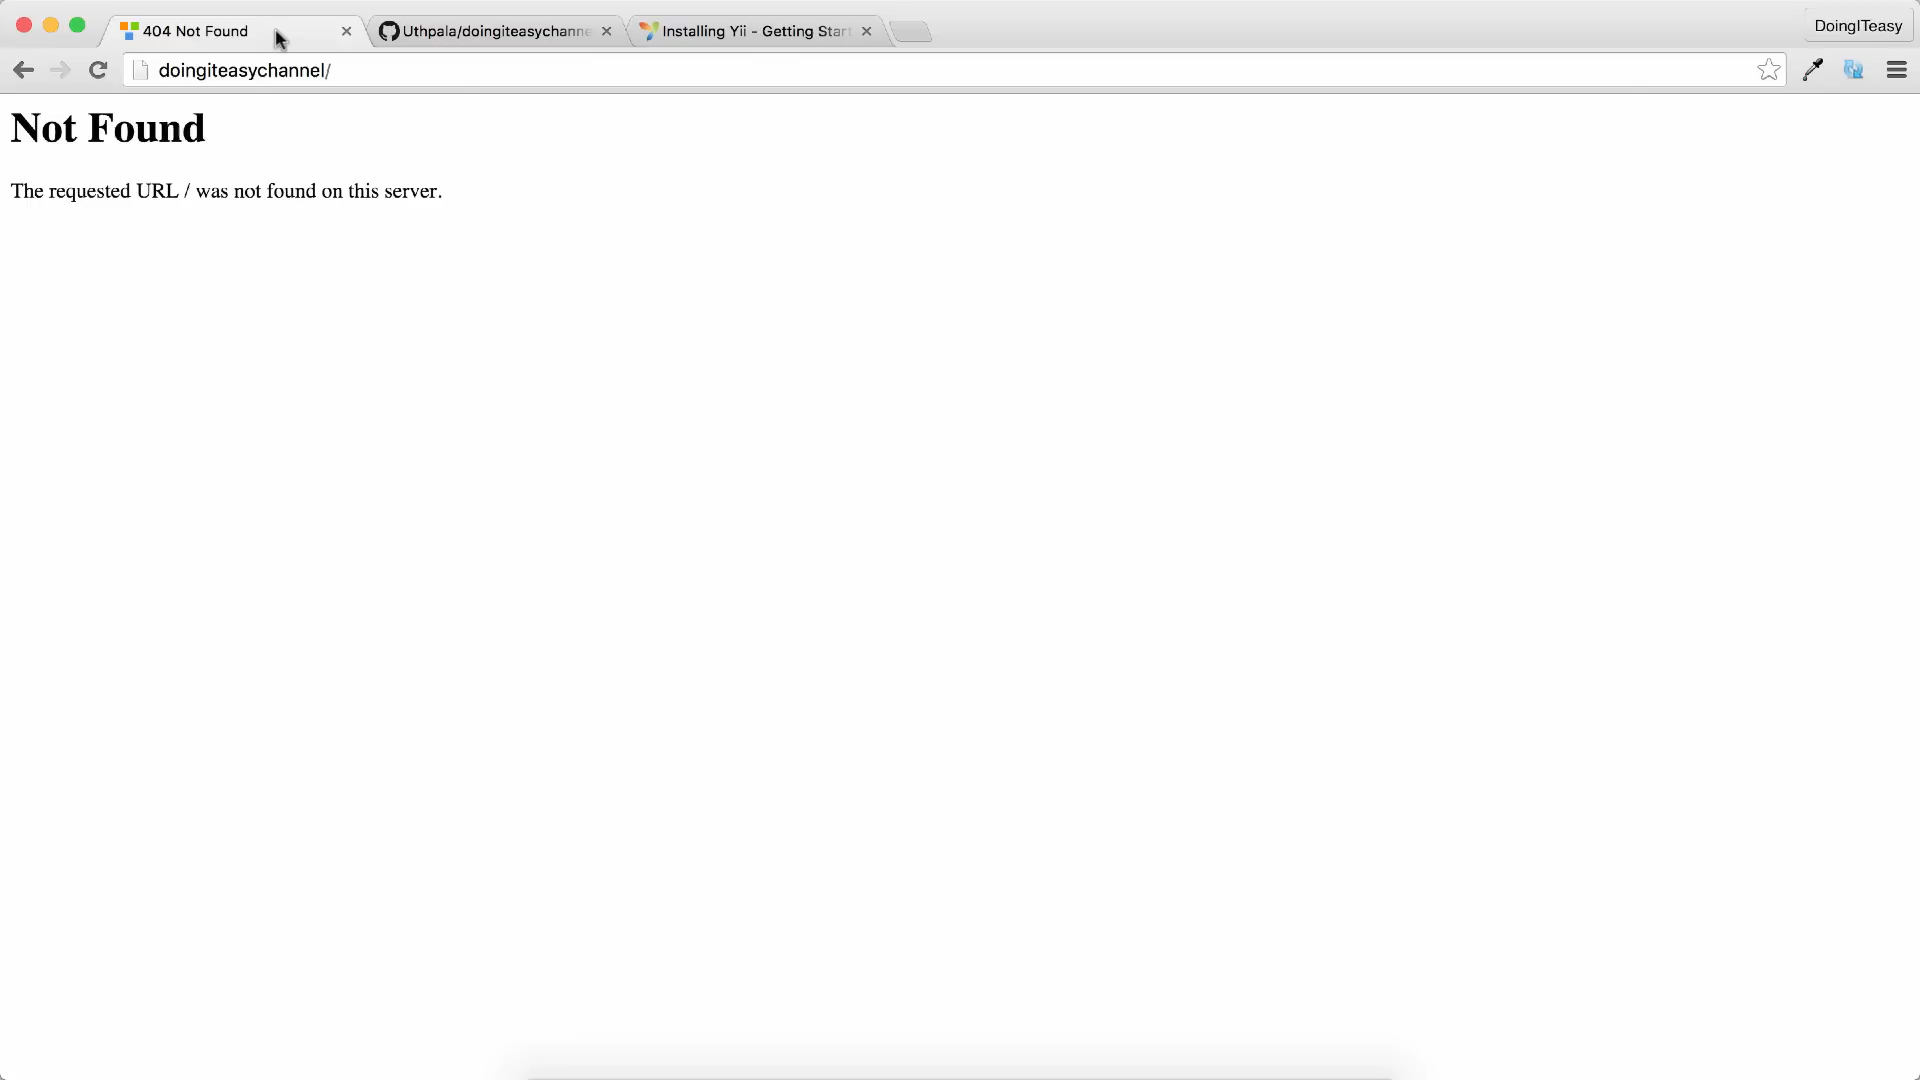 404 Not Found
Uthpala/doingiteasychanne
Installing Yii - Getting Start
DoingITeasy
doingiteasychannel/
Not Found
The requested URL / was not found on this server.